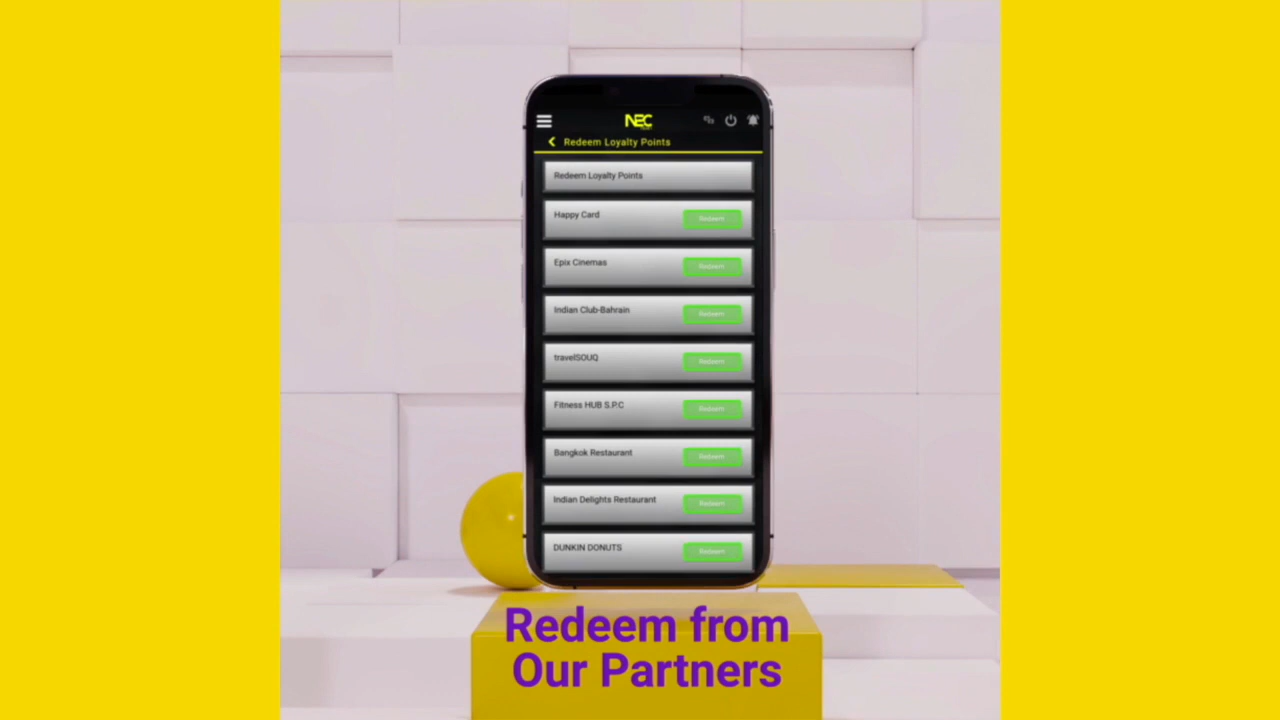 NEC
Redeem Loyalty Points
Redeem Loyalty Points
Happy Card
Redeem
Epix Cinemas
Redeem
Indian Club-Bahrain
Redeem
travelSOUQ
Redeem
Fitness HUB S.P.C
Redeem
Bangkok Restaurant
Redeem
Indian Delights Restaurant
Redeem
DUNKIN DONUTS
Redeem
Redeem from
Our Partners